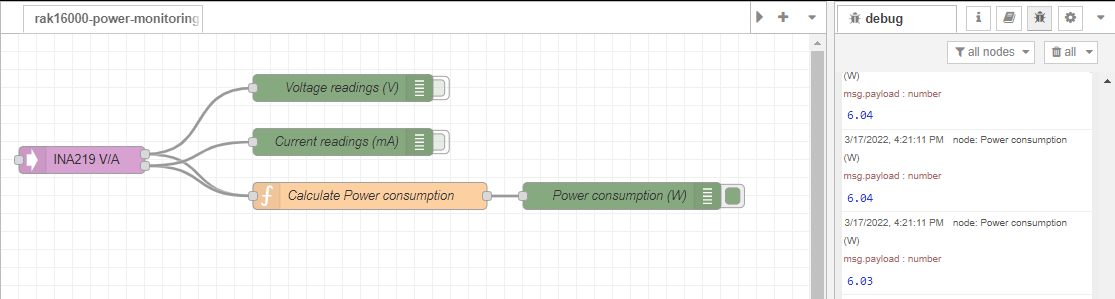 rak16000-power-monitoring
debug
i
all nodes
all
Voltage readings (V)
Current readings (mA)
INA219 V/A
Calculate Power consumption
Power consumption (W)
(W)
msg.payload : number
6.04
3/17/2022, 4:21:11 PM node: Power consumption
(W)
msg.payload : number
6.04
3/17/2022, 4:21:11 PM node: Power consumption
(W)
msg.payload : number
6.03